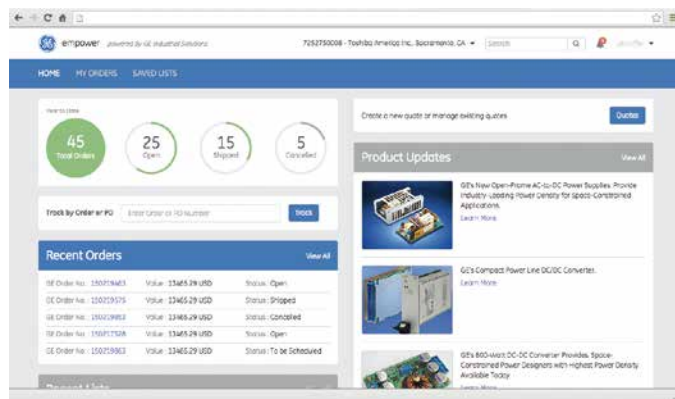 empower powered by GE Industrial Solutions
7252750008 - Toshiba America Inc., Sacramento, CA
Search
HOME MY ORDERS SAVED LISTS
45
Total Orders
25
Open
15
Shipped
5
Cancelled
Track by Order or PO
Enter Order or PO Number
Track
Recent Orders
View All
GE Order No : Value : 13465.29 USD Status : Open
GE Order No : Value : 13465.29 USD Status : Shipped
GE Order No : Value : 13465.29 USD Status : Cancelled
GE Order No : Value : 13465.29 USD Status : Open
GE Order No : Value : 13465.29 USD Status : To be Scheduled
Recent Lists
Create a new quote or manage existing quotes
Quotes
Product Updates
View All
GE's New Open-Frame AC-to-DC Power Supplies. Provide
Industry-Leading Power Density for Space-Constrained
Applications.
Learn More
GE's Compact Power Line DC/DC Converter.
Learn More
GE's 800-Watt DC-DC Converter Provides, Space-
Constrained Power Designers with Highest Power Density
Available Today
Learn More